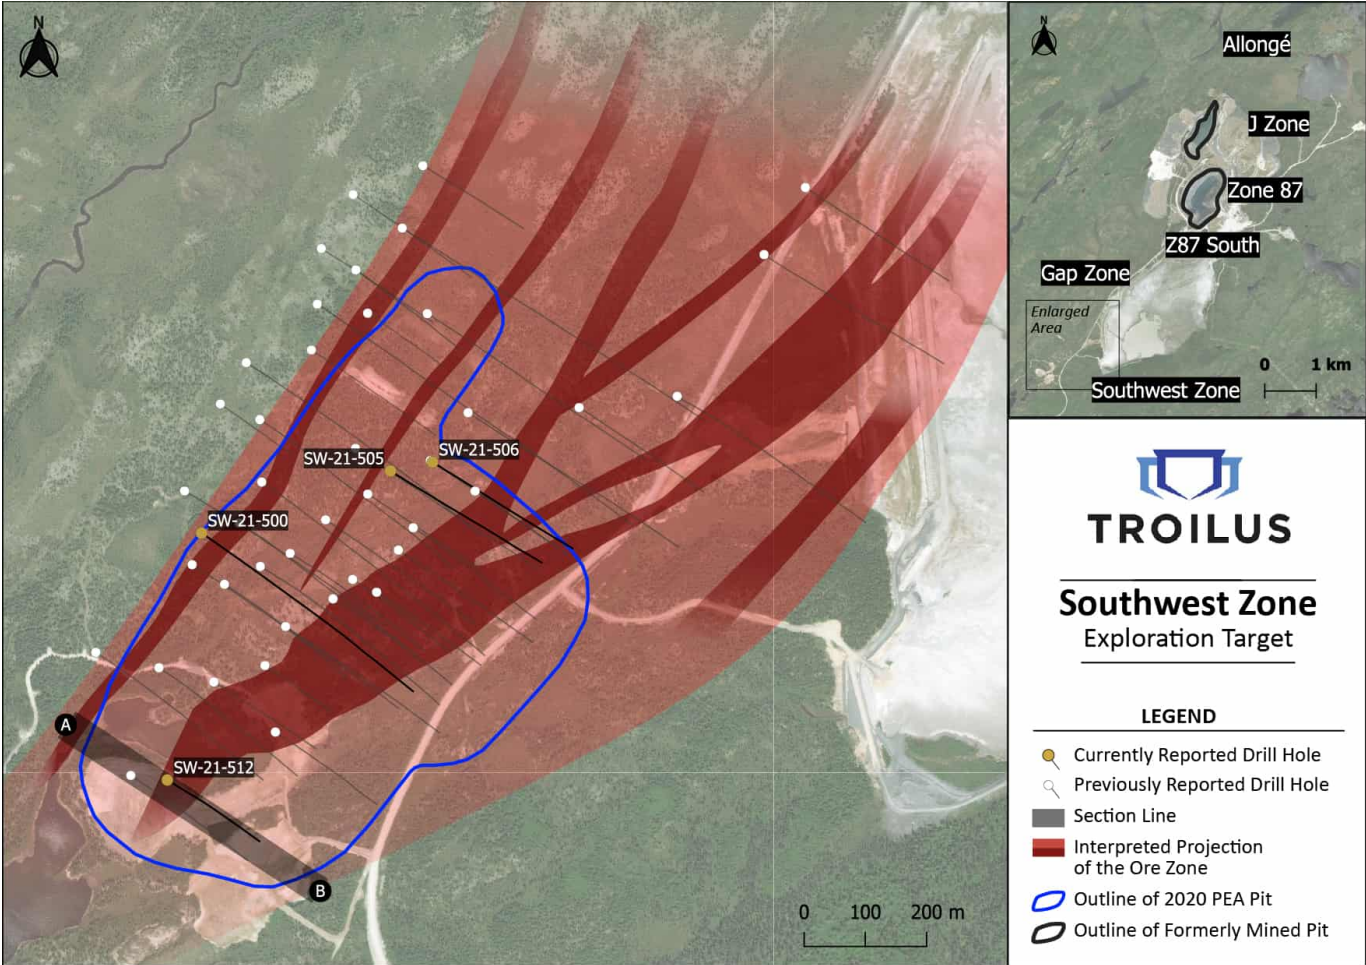 N
SW-21-505
SW-21-506
SW-21-500
A
SW-21-512
B
0 100 200 m
N
Allongé
J Zone
Zone 87
Z87 South
Gap Zone
Enlarged
Area
0 1 km
Southwest Zone
TROILUS
Southwest Zone
Exploration Target
LEGEND
Currently Reported Drill Hole
Previously Reported Drill Hole
Section Line
Interpreted Projection
of the Ore Zone
Outline of 2020 PEA Pit
Outline of Formerly Mined Pit